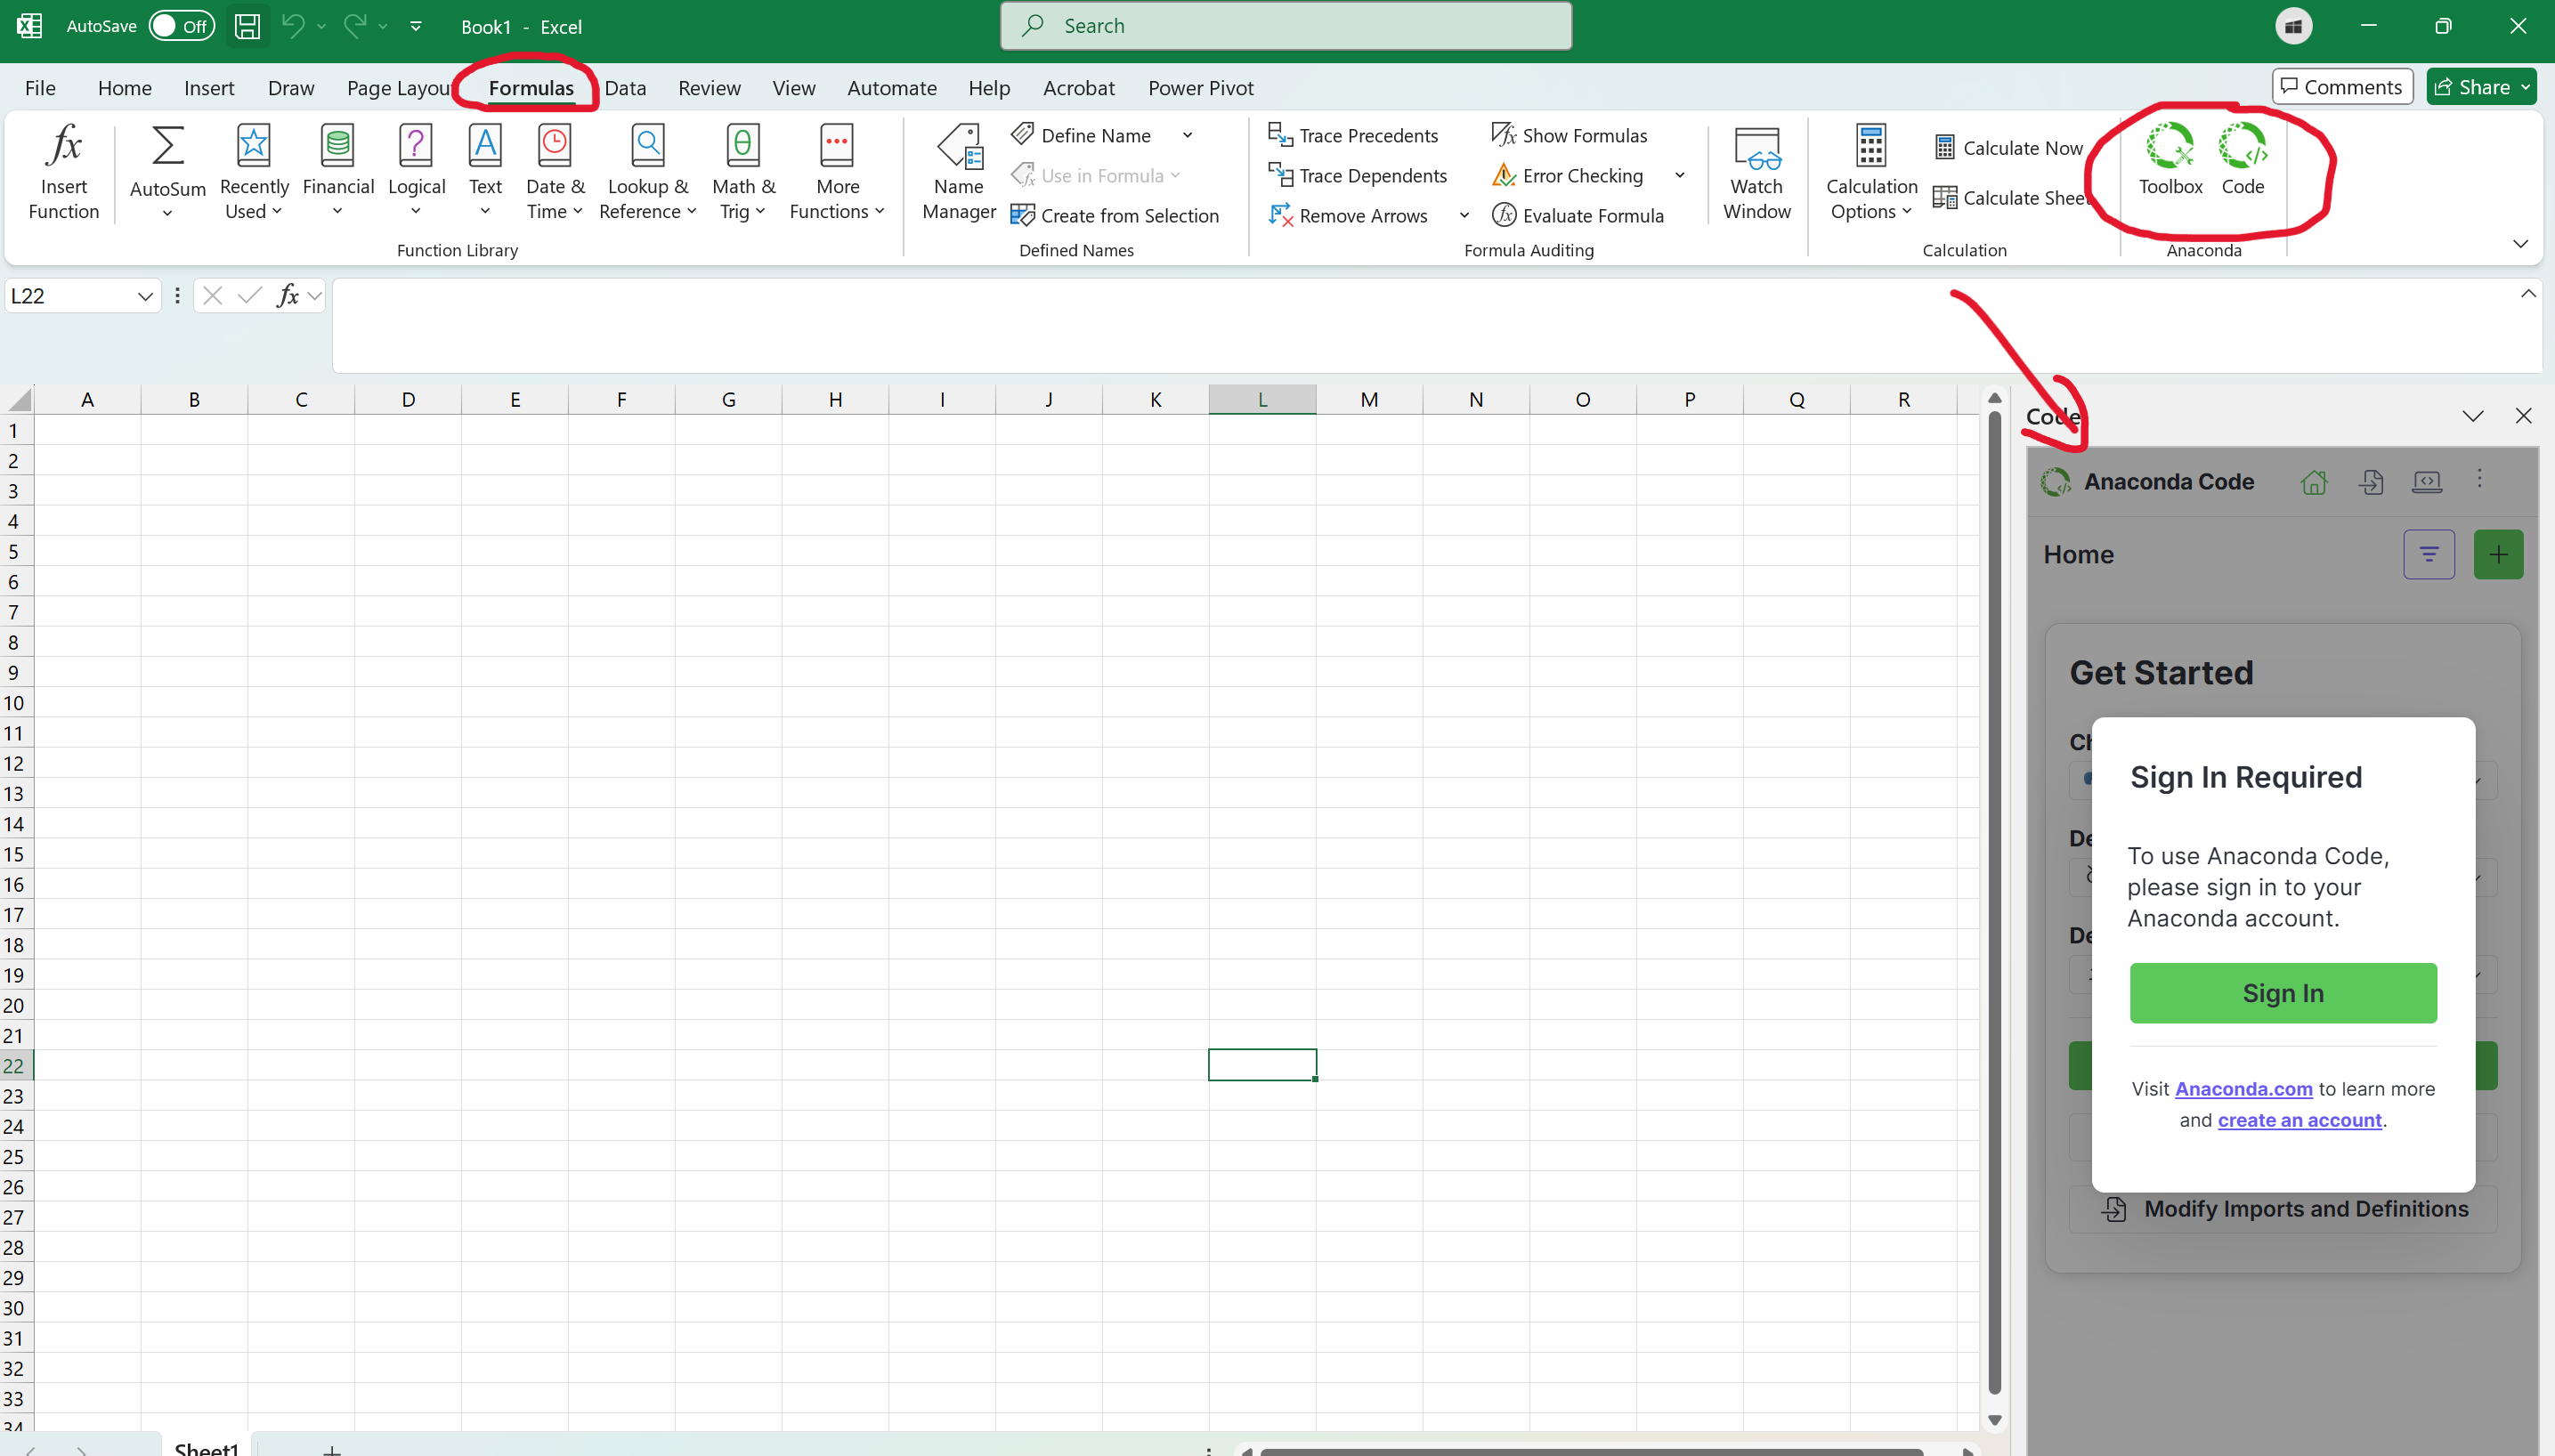 AutoSave Off Book1 - Excel Search
File Home Insert Draw Page Layou Formulas Data Review View Automate Help Acrobat Power Pivot Comments Share
Insert Function AutoSum Recently Used Financial Logical Text Date & Time Lookup & Reference Math & Trig More Functions
Function Library
Name Manager Define Name
Use in Formula
Create from Selection
Defined Names
Trace Precedents Show Formulas
Trace Dependents Error Checking
Remove Arrows Evaluate Formula
Formula Auditing
Watch Window
Calculation Options Calculate Now
Calculate Sheet
Calculation
Toolbox Code
Anaconda
L22 fx
A B C D E F G H I J K L M N O P Q R
1
2
3
4
5
6
7
8
9
10
11
12
13
14
15
16
17
18
19
20
21
22
23
24
25
26
27
28
29
30
31
32
33
34
Sheet1
Code
Anaconda Code
Home
Get Started
Sign In Required
To use Anaconda Code,
please sign in to your
Anaconda account.
Sign In
Visit Anaconda.com to learn more
and create an account.
Modify Imports and Definitions